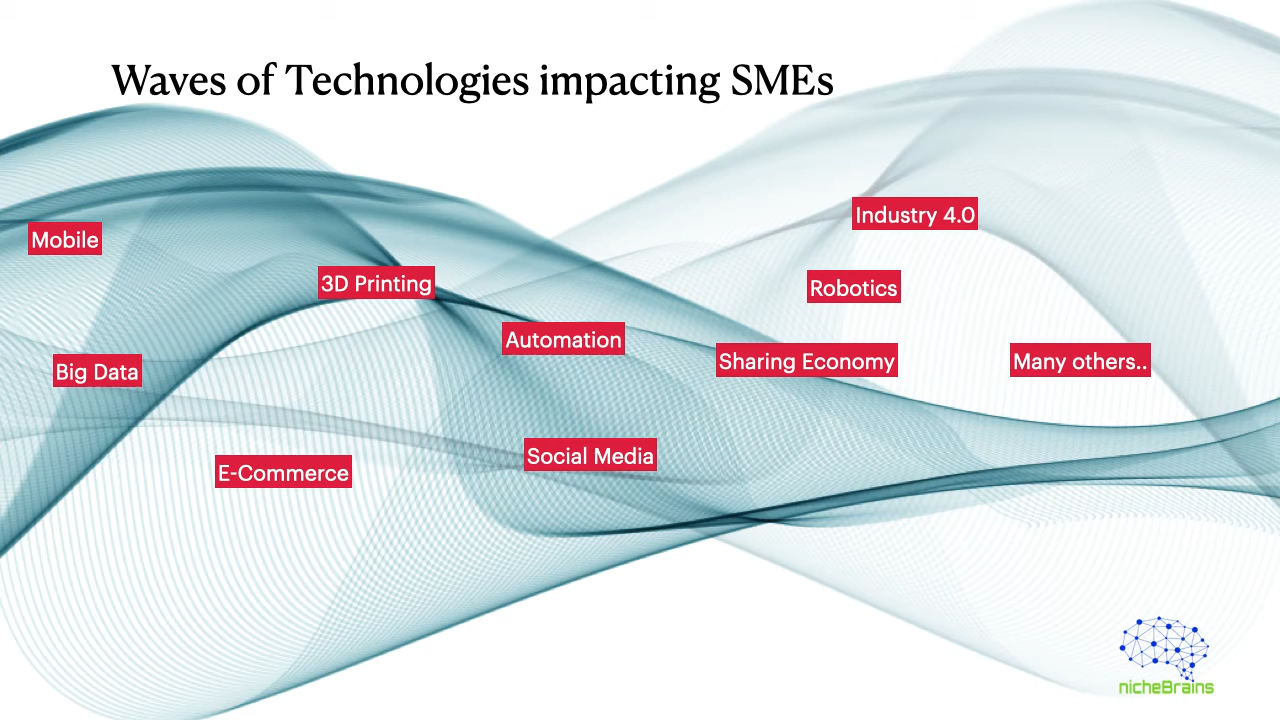 Waves of Technologies impacting SMEs
Mobile
Industry 4.0
3D Printing
Robotics
Automation
Sharing Economy
Many others..
Big Data
Social Media
E-Commerce
nicheBrains